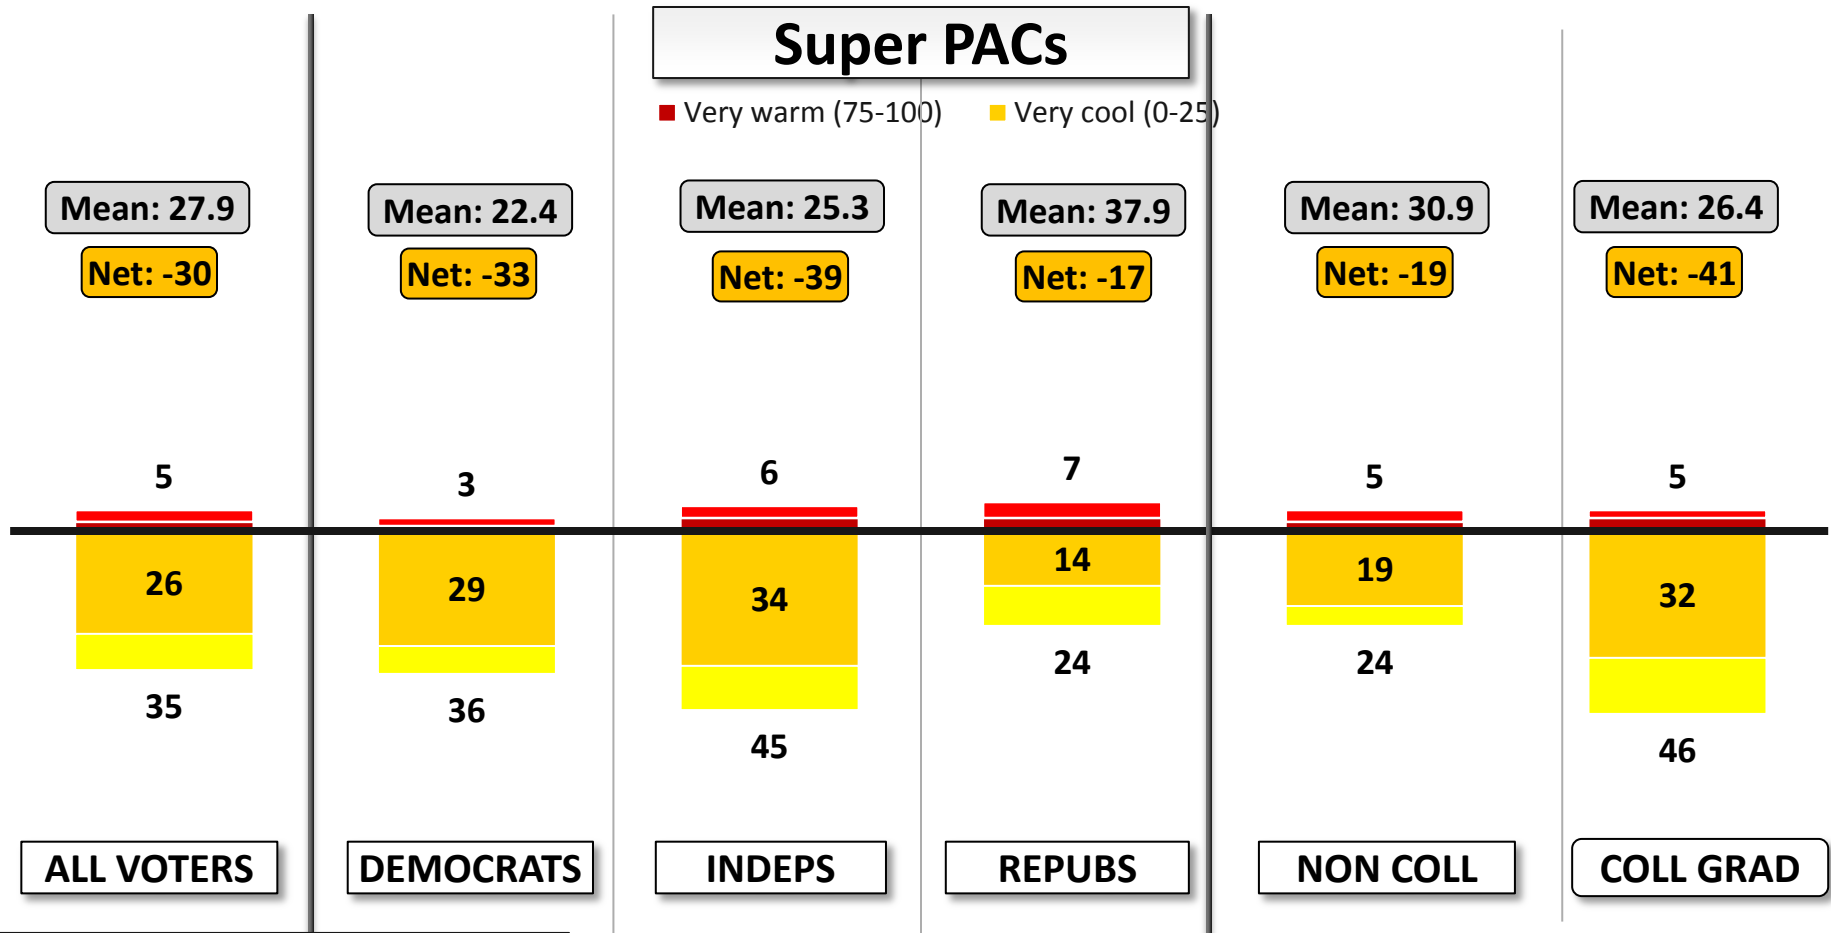 Super PACs
Very warm (75-100) Very cool (0-25)
Mean: 27.9 Mean: 22.4 Mean: 25.3 Mean: 37.9 Mean: 30.9 Mean: 26.4
Net: -30 Net: -33 Net: -39 Net: -17 Net: -19 Net: -41
5 3 6 7 5 5
26 29 34 14 19 32
35 36 45 24 24 46
ALL VOTERS DEMOCRATS INDEPS REPUBS NON COLL COLL GRAD